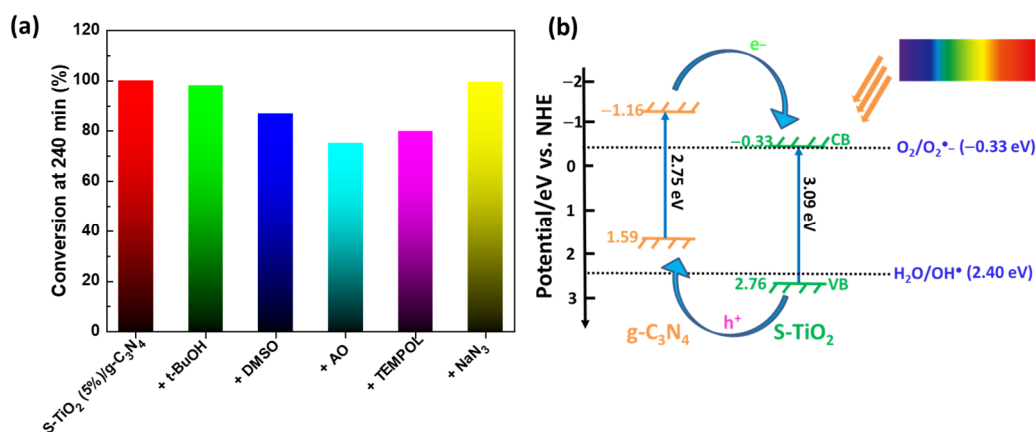 (a)
Conversion at 240 min (%)
120
100
80
60
40
20
0
S-TiO₂ (5%)/g-C₃N₄
+ t-BuOH
+ DMSO
+ AO
+ TEMPOL
+ NaN₃
(b)
Potential/eV vs. NHE
−2
−1
0
1
2
3
e−
−1.16
2.75 eV
1.59
g-C₃N₄
−0.33
CB
3.09 eV
2.76
VB
S-TiO₂
h⁺
O₂/O₂•- (−0.33 eV)
H₂O/OH• (2.40 eV)